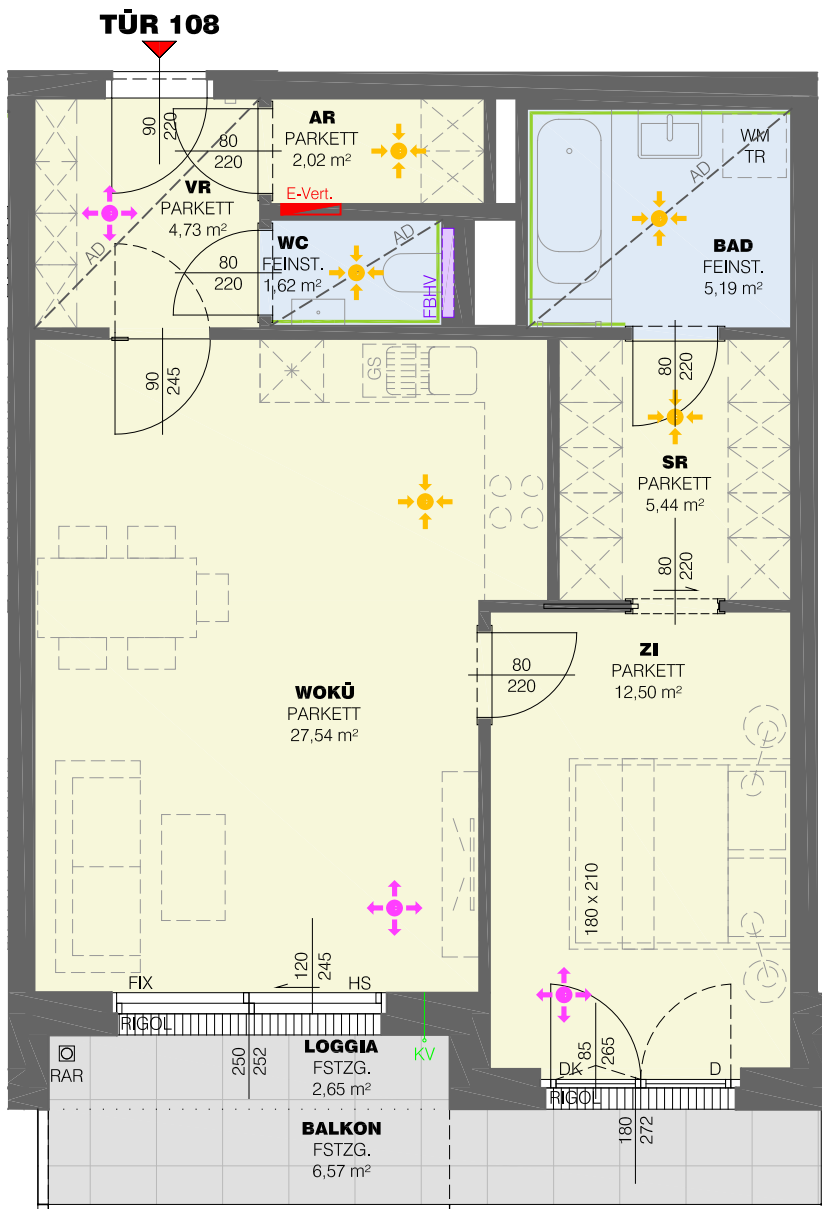 TÜR 108
90
220
80
220
AR
PARKETT
2,02 m²
E-Vert.
VR
PARKETT
4,73 m²
AD
80
220
WC
FEINST.
1,62 m²
AD
FBHV
WM
TR
AD
BAD
FEINST.
5,19 m²
90
245
GS
80
220
SR
PARKETT
5,44 m²
80
220
ZI
PARKETT
12,50 m²
80
220
WOKÜ
PARKETT
27,54 m²
180 x 210
120
245
FIX
HS
RIGOL
250
252
KV
RAR
LOGGIA
FSTZG.
2,65 m²
85
265
DK
D
RIGOL
180
272
BALKON
FSTZG.
6,57 m²